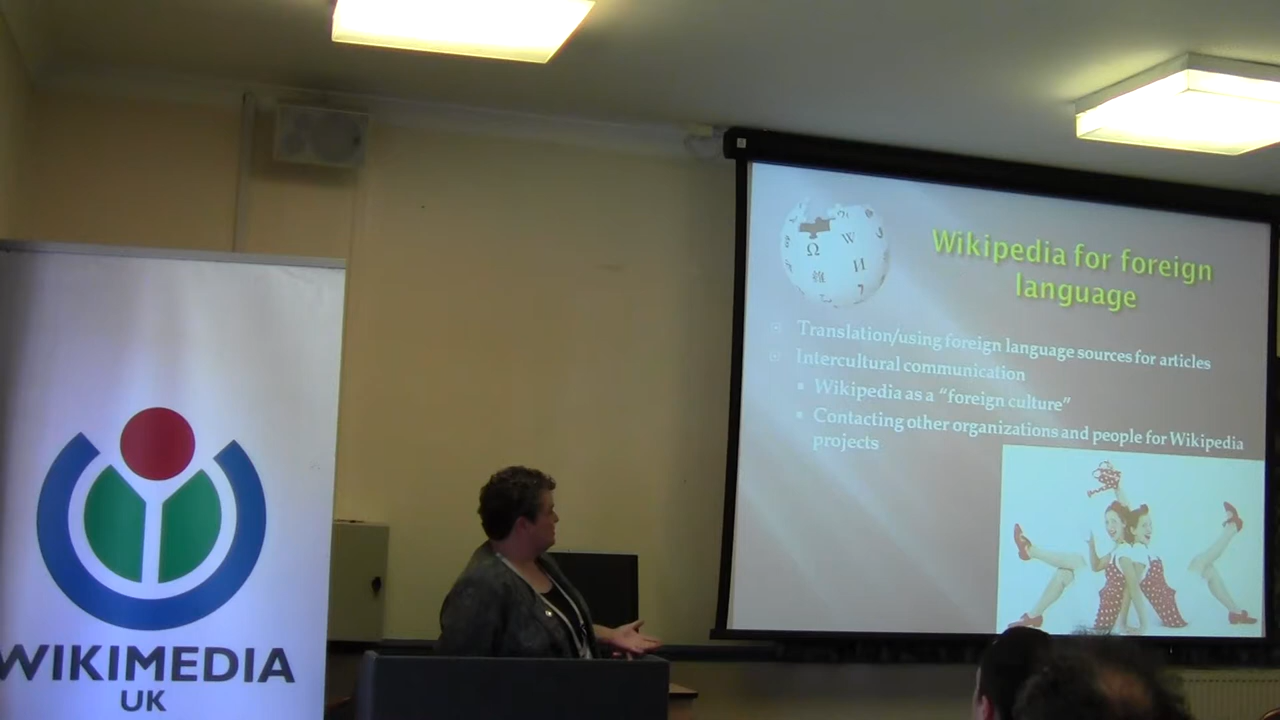 WIKIMEDIA
UK
Ω
W
И
Wikipedia for foreign
language
Translation/using foreign language sources for articles
Intercultural communication
Wikipedia as a “foreign culture”
Contacting other organizations and people for Wikipedia
projects